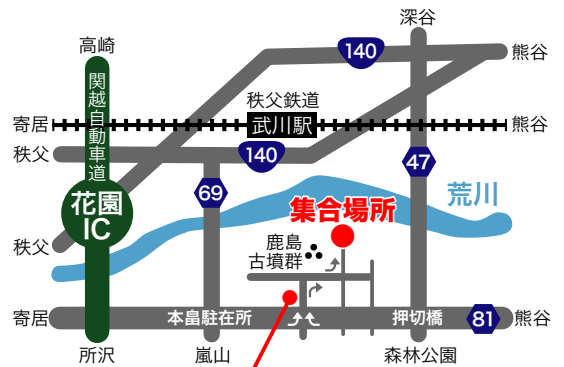 深谷
高崎
140
熊谷
関越自動車道
秩父鉄道
寄居
武川駅
熊谷
秩父
140
47
69
花園
IC
荒川
集合場所
秩父
鹿島
古墳群
寄居
本畠駐在所
押切橋
81
熊谷
所沢
嵐山
森林公園